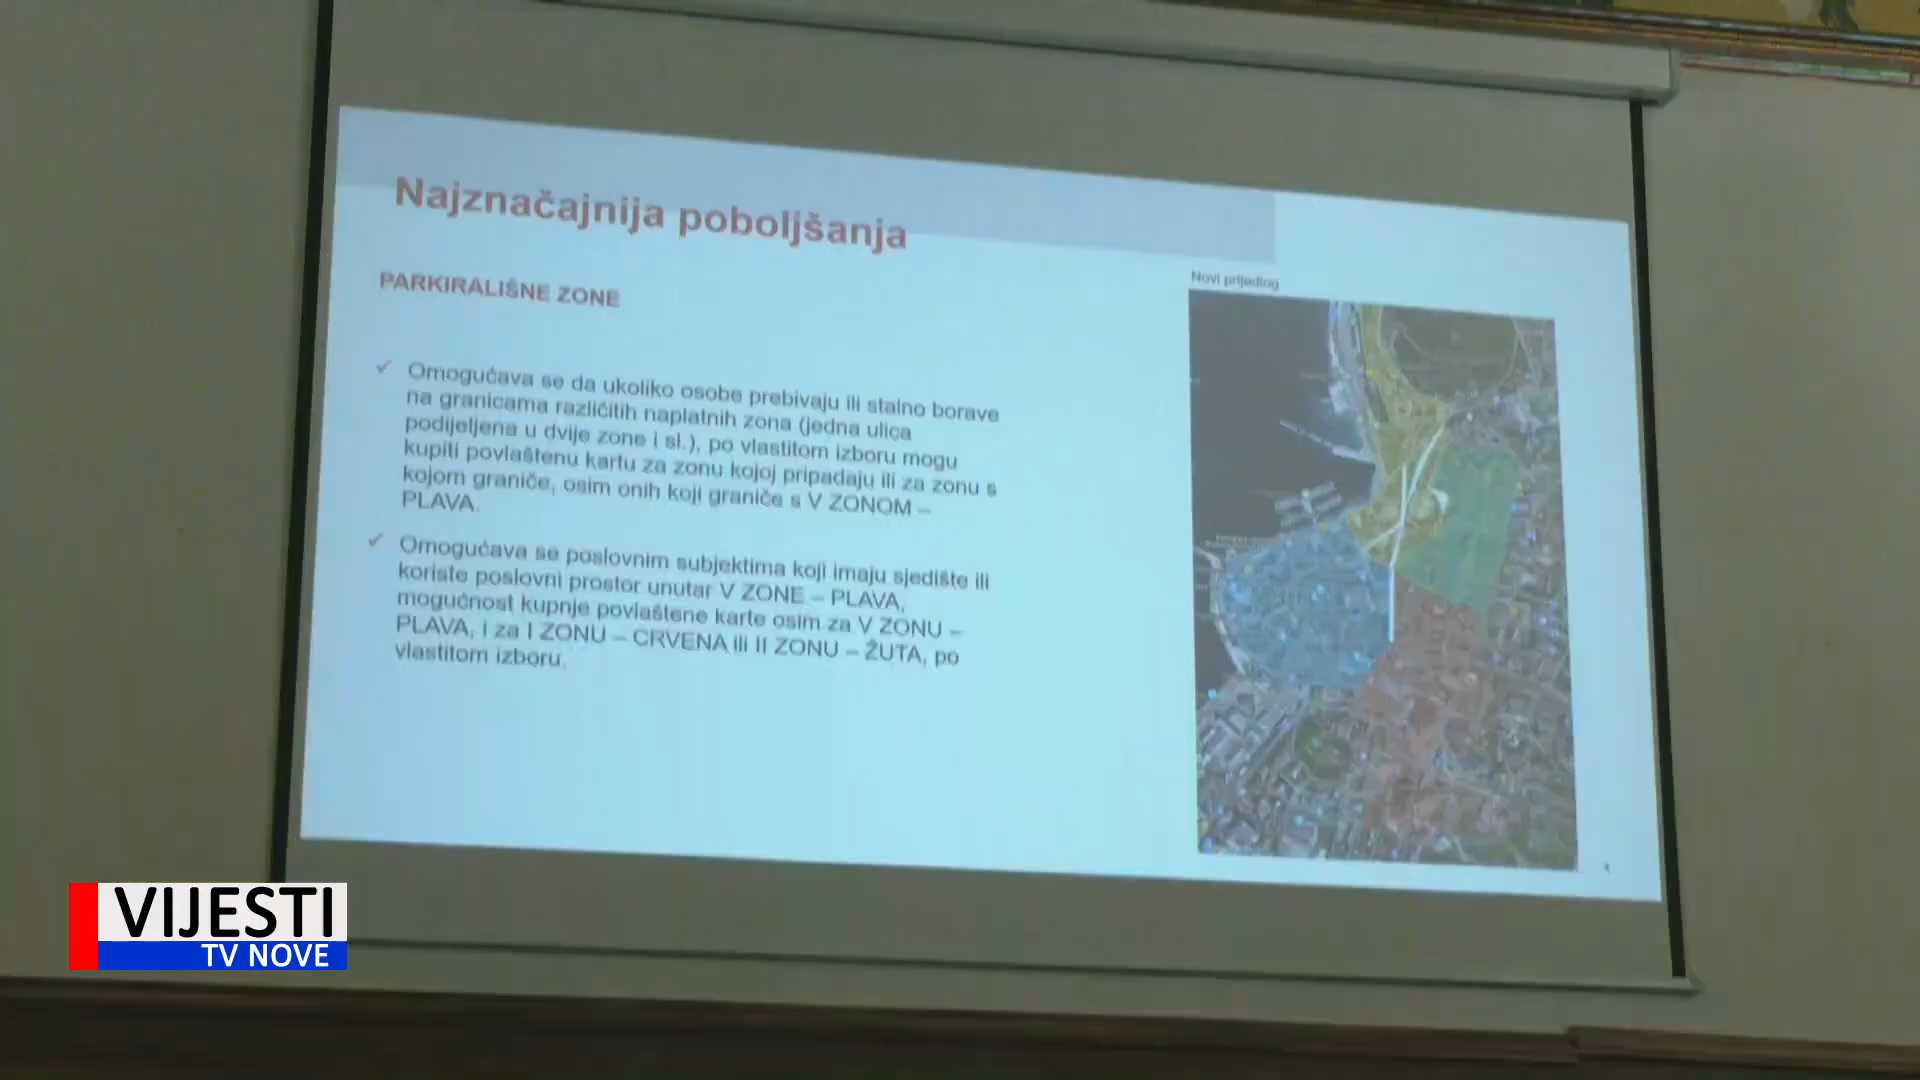 Najznačajnija poboljšanja
PARKIRALIŠNE ZONE
Novi prijedlog
✓ Omogućava se da ukoliko osobe prebivaju ili stalno borave
na granicama različitih naplatnih zona (jedna ulica
podijeljena u dvije zone i sl.), po vlastitom izboru mogu
kupiti povlaštenu kartu za zonu kojoj pripadaju ili za zonu s
kojom graniče, osim onih koji graniče s V ZONOM –
PLAVA.
✓ Omogućava se poslovnim subjektima koji imaju sjedište ili
koriste poslovni prostor unutar V ZONE – PLAVA,
mogućnost kupnje povlaštene karte osim za V ZONU –
PLAVA, i za I ZONU – CRVENA ili II ZONU – ŽUTA, po
vlastitom izboru.
VIJESTI
TV NOVE